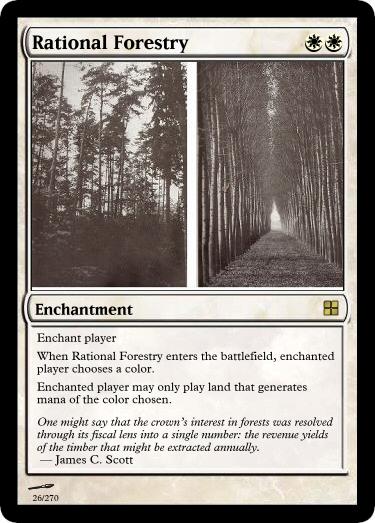 Rational Forestry
Enchantment
Enchant player
When Rational Forestry enters the battlefield, enchanted
player chooses a color.
Enchanted player may only play land that generates
mana of the color chosen.
One might say that the crown's interest in forests was resolved
through its fiscal lens into a single number: the revenue yields
of the timber that might be extracted annually.
— James C. Scott
26/270